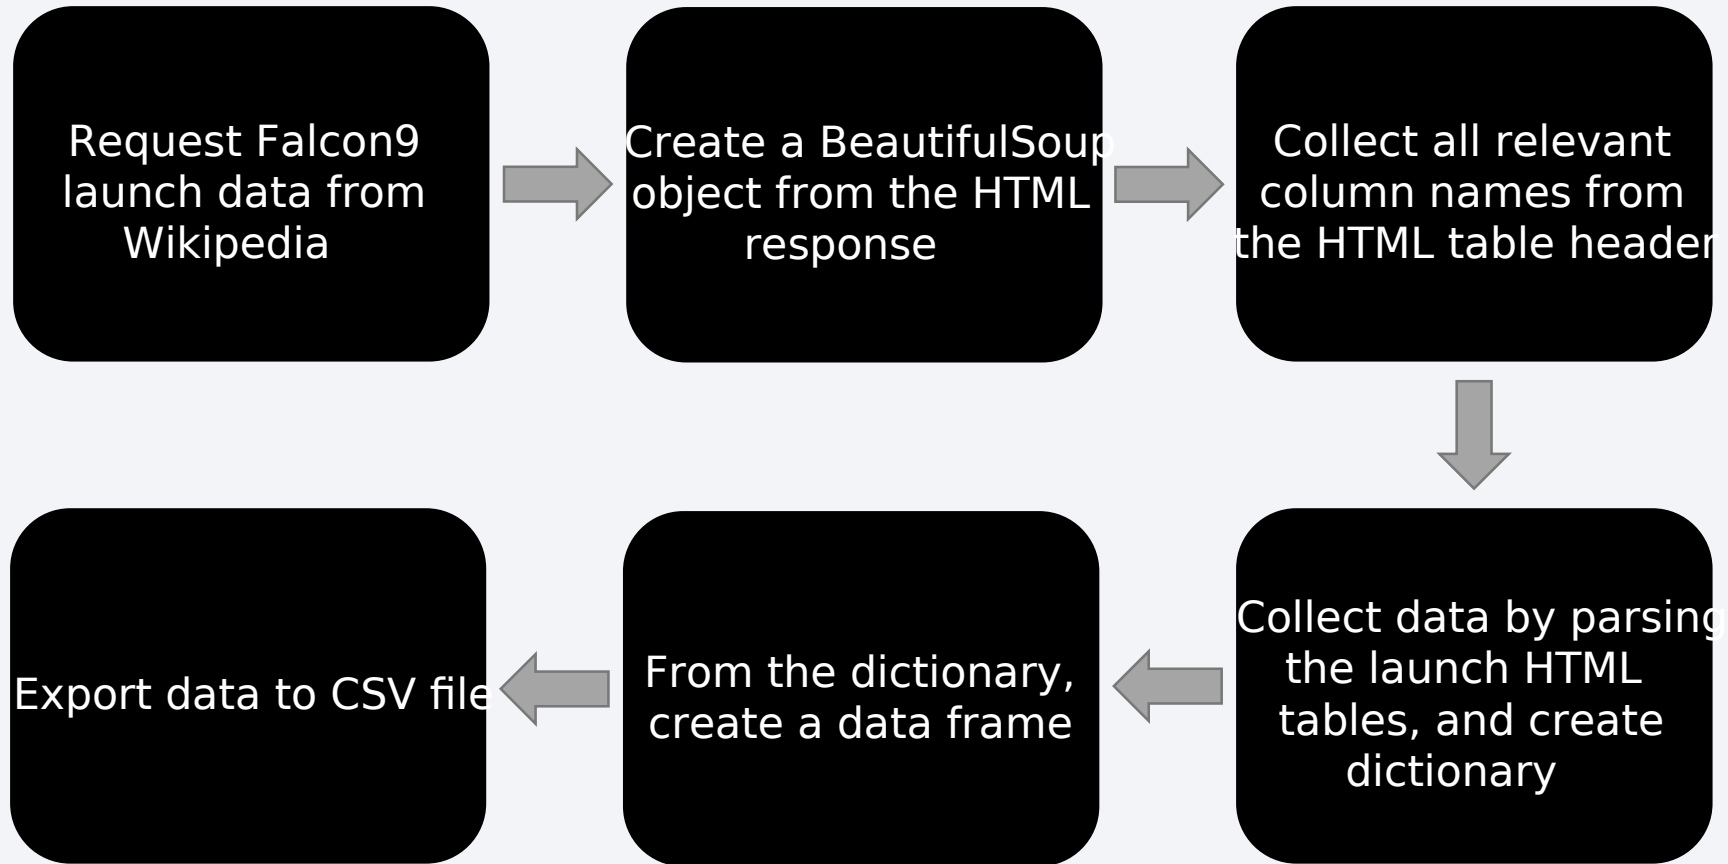 Request Falcon9
launch data from
Wikipedia
Create a BeautifulSoup
object from the HTML
response
Collect all relevant
column names from
the HTML table header
Collect data by parsing
the launch HTML
tables, and create
dictionary
From the dictionary,
create a data frame
Export data to CSV file